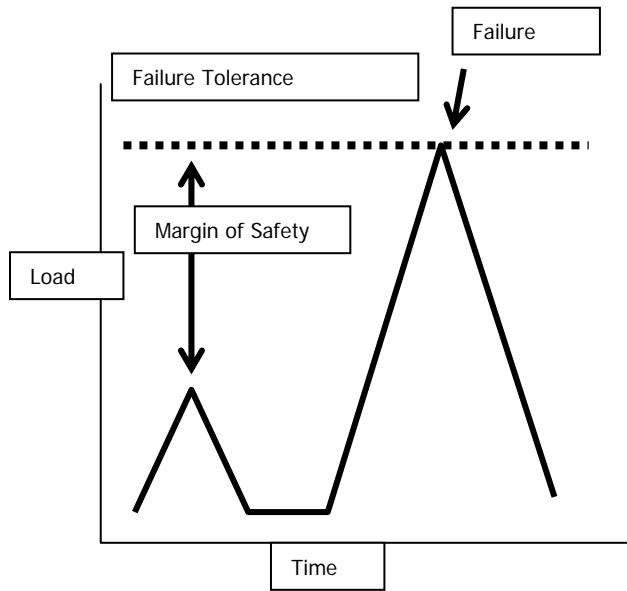 Failure
Failure Tolerance
Margin of Safety
Load
Time